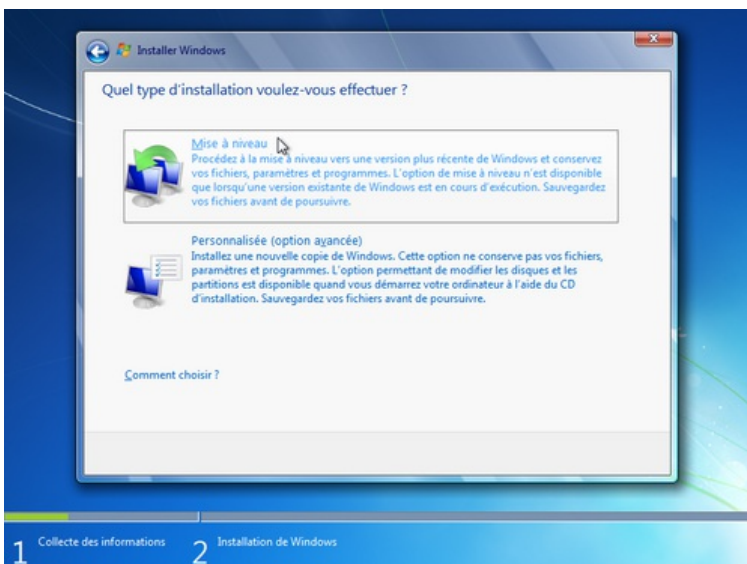 Installer Windows
Quel type d'installation voulez-vous effectuer ?
Mise à niveau
Procédez à la mise à niveau vers une version plus récente de Windows et conservez
vos fichiers, paramètres et programmes. L'option de mise à niveau n'est disponible
que lorsqu'une version existante de Windows est en cours d'exécution. Sauvegardez
vos fichiers avant de poursuivre.
Personnalisée (option avancée)
Installez une nouvelle copie de Windows. Cette option ne conserve pas vos fichiers,
paramètres et programmes. L'option permettant de modifier les disques et les
partitions est disponible quand vous démarrez votre ordinateur à l'aide du CD
d'installation. Sauvegardez vos fichiers avant de poursuivre.
Comment choisir ?
1 Collecte des informations
2 Installation de Windows